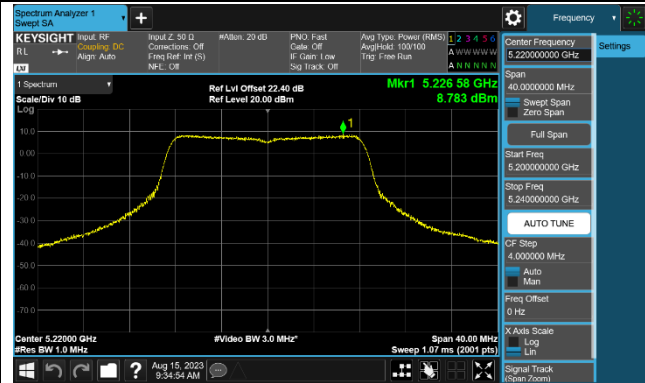 Spectrum Analyzer 1
Swept SA
Frequency
KEYSIGHT
RL
LXI
Input: RF
Coupling: DC
Align: Auto
Input Z: 50 Ω
Corrections: Off
Freq Ref: Int (S)
NFE: Off
#Atten: 20 dB
PNO: Fast
Gate: Off
IF Gain: Low
Sig Track: Off
Avg Type: Power (RMS)
Avg|Hold: 100/100
Trig: Free Run
1 2 3 4 5 6
A W W W W W
A N N N N N
1 Spectrum
Scale/Div 10 dB
Log
Ref Lvl Offset 22.40 dB
Ref Level 20.00 dBm
Mkr1 5.226 58 GHz
8.783 dBm
1
10.0
0.00
-10.0
-20.0
-30.0
-40.0
-50.0
-60.0
-70.0
Center 5.22000 GHz
#Res BW 1.0 MHz
#Video BW 3.0 MHz*
Span 40.00 MHz
Sweep 1.07 ms (2001 pts)
Aug 15, 2023
9:34:54 AM
Center Frequency
5.220000000 GHz
Settings
Span
40.0000000 MHz
Swept Span
Zero Span
Full Span
Start Freq
5.200000000 GHz
Stop Freq
5.240000000 GHz
AUTO TUNE
CF Step
4.000000 MHz
Auto
Man
Freq Offset
0 Hz
X Axis Scale
Log
Lin
Signal Track
(Span Zoom)